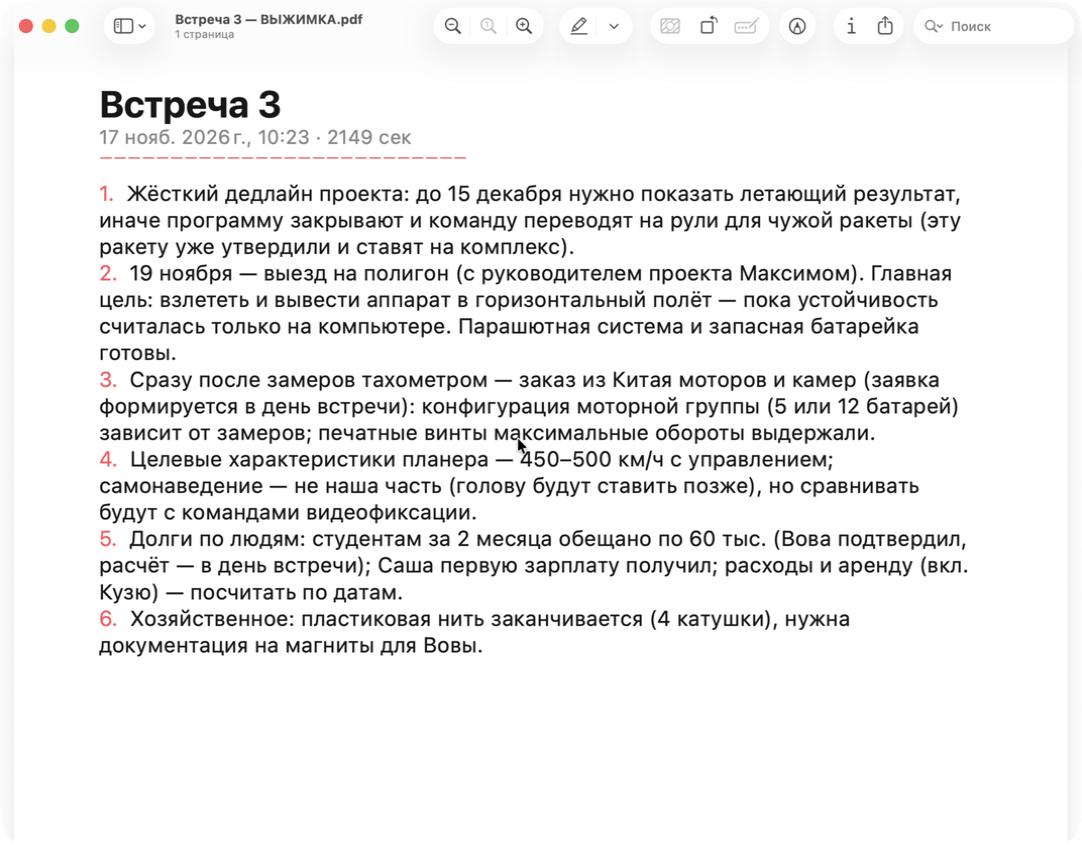 Встреча 3 — ВЫЖИМКА.pdf
1 страница
Поиск
Встреча 3
17 нояб. 2026 г., 10:23 · 2149 сек
1. Жёсткий дедлайн проекта: до 15 декабря нужно показать летающий результат,
иначе программу закрывают и команду переводят на рули для чужой ракеты (эту
ракету уже утвердили и ставят на комплекс).
2. 19 ноября — выезд на полигон (с руководителем проекта Максимом). Главная
цель: взлететь и вывести аппарат в горизонтальный полёт — пока устойчивость
считалась только на компьютере. Парашютная система и запасная батарейка
готовы.
3. Сразу после замеров тахометром — заказ из Китая моторов и камер (заявка
формируется в день встречи): конфигурация моторной группы (5 или 12 батарей)
зависит от замеров; печатные винты максимальные обороты выдержали.
4. Целевые характеристики планера — 450–500 км/ч с управлением;
самонаведение — не наша часть (голову будут ставить позже), но сравнивать
будут с командами видеофиксации.
5. Долги по людям: студентам за 2 месяца обещано по 60 тыс. (Вова подтвердил,
расчёт — в день встречи); Саша первую зарплату получил; расходы и аренду (вкл.
Кузю) — посчитать по датам.
6. Хозяйственное: пластиковая нить заканчивается (4 катушки), нужна
документация на магниты для Вовы.